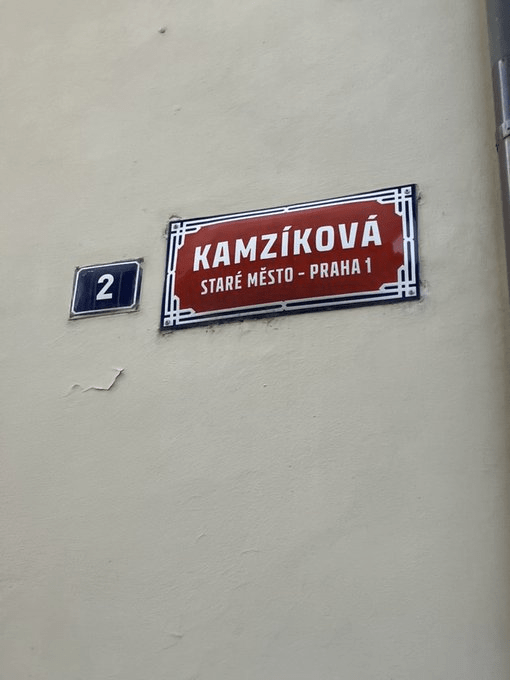 2
KAMZÍKOVÁ
STARÉ MĚSTO - PRAHA 1